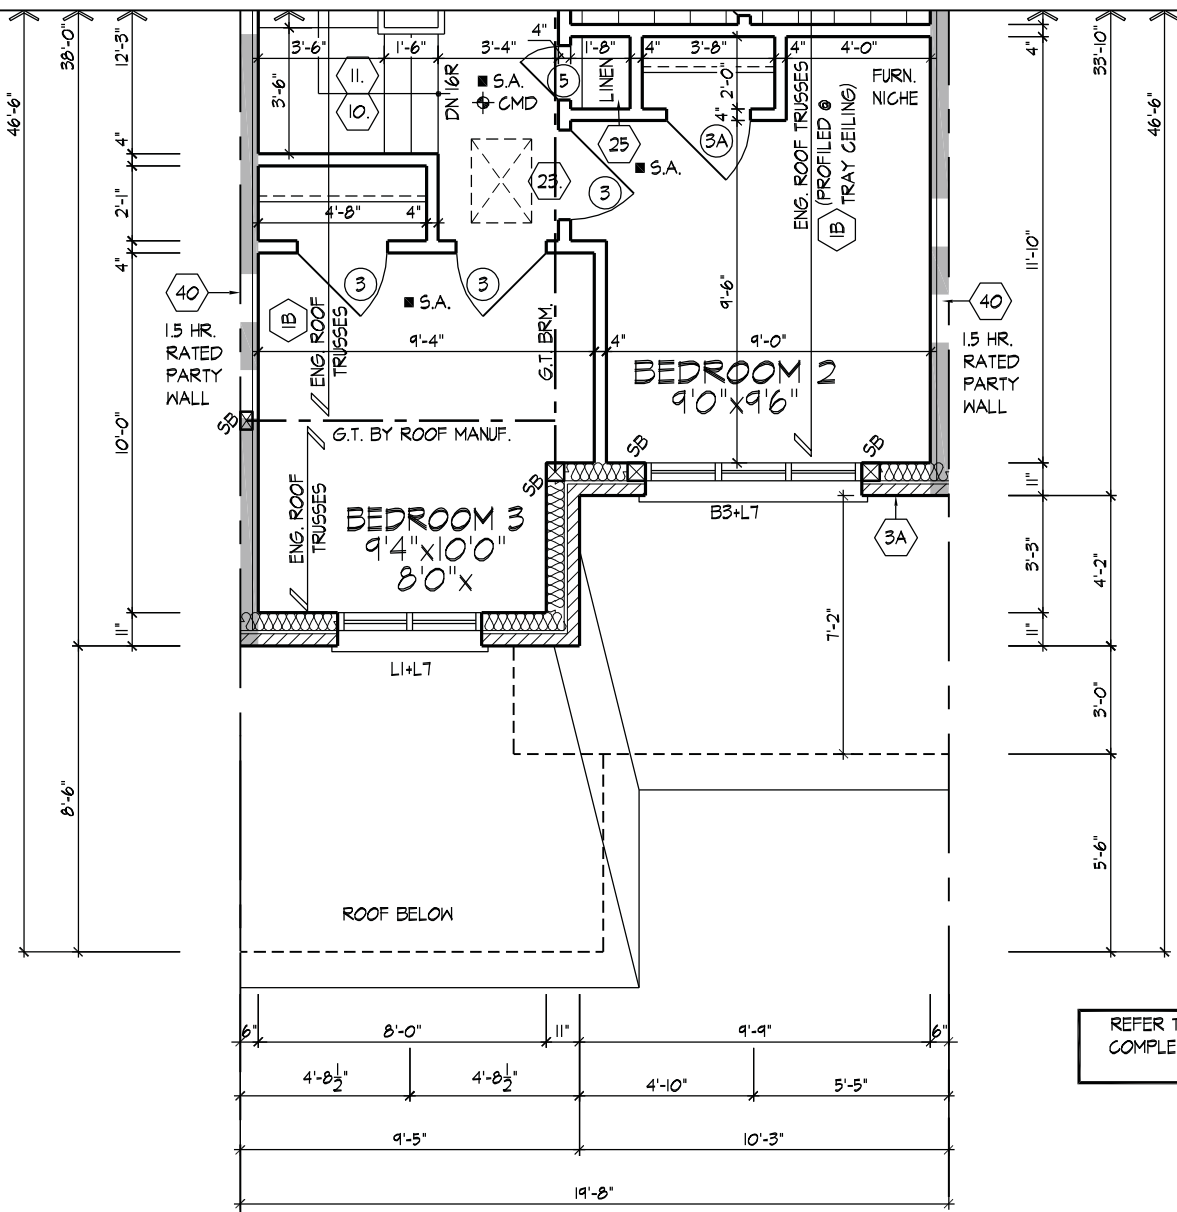 46'-6"
38'-0"
12'-3"
4"
2'-1"
4"
10'-0"
11"
8'-6"
3'-6"
1'-6"
3'-4"
4"
1'-8"
4"
3'-8"
4"
4'-0"
3'-6"
11.
10.
DN 16R
S.A.
CMD
5
LINEN
25
2'-0"
4"
3A
ENG. ROOF TRUSSES
(PROFILED @
TRAY CEILING)
1B
FURN.
NICHE
4"
33'-10"
46'-6"
11'-10"
11"
3'-3"
11"
4'-2"
3'-0"
5'-6"
23.
3
S.A.
4'-8"
4"
3
3
S.A.
40
1.5 HR.
RATED
PARTY
WALL
1B
ENG. ROOF
TRUSSES
9'-4"
4"
9'-0"
9'-6"
G.T. BRM.
BEDROOM 2
9'0"x9'6"
40
1.5 HR.
RATED
PARTY
WALL
SB
G.T. BY ROOF MANUF.
SB
SB
SB
ENG. ROOF
TRUSSES
BEDROOM 3
9'4"x10'0"
8'0"x
B3+L7
3A
7'-2"
L1+L7
ROOF BELOW
6"
8'-0"
11"
9'-9"
6"
4'-8½"
4'-8½"
4'-10"
5'-5"
9'-5"
10'-3"
19'-8"
REFER T
COMPLE